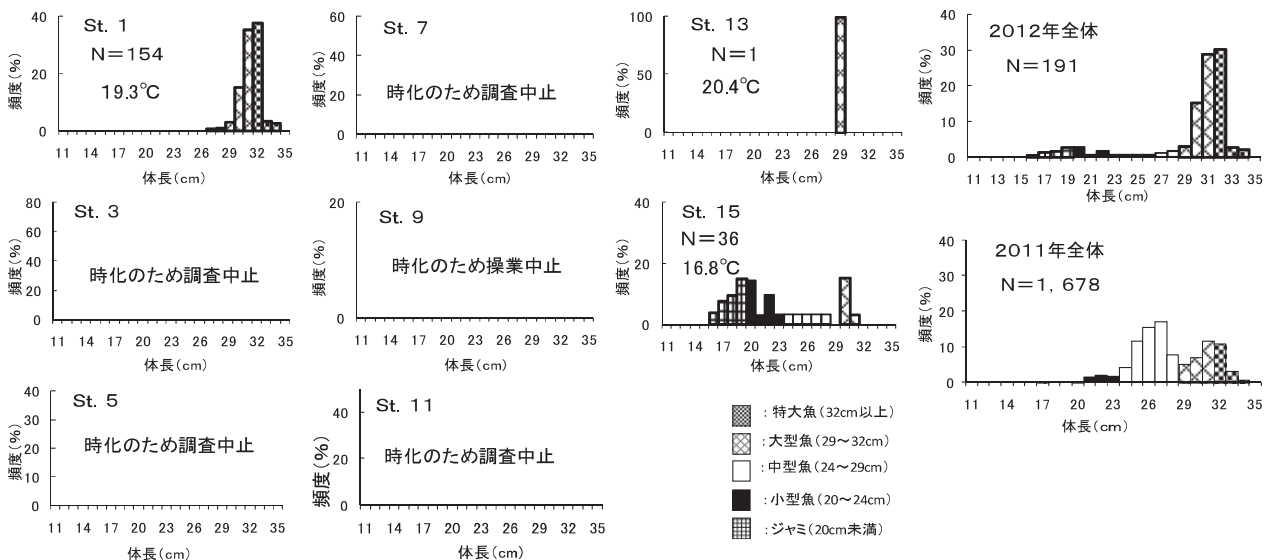 頻度(%)
40
20
0
St. 1
N=154
19.3℃
11 14 17 20 23 26 29 32 35
体長(cm)
頻度(%)
60
40
20
0
St. 7
時化のため調査中止
11 14 17 20 23 26 29 32 35
体長(cm)
頻度(%)
100
50
0
St. 13
N=1
20.4℃
11 14 17 20 23 26 29 32 35
体長(cm)
頻度(%)
40
30
20
10
0
2012年全体
N=191
11 13 15 17 19 21 23 25 27 29 31 33 35
体長(cm)
頻度(%)
80
60
40
20
0
St. 3
時化のため調査中止
11 14 17 20 23 26 29 32 35
体長(cm)
頻度(%)
20
0
St. 9
時化のため操業中止
11 14 17 20 23 26 29 32 35
体長(cm)
頻度(%)
40
20
0
St. 15
N=36
16.8℃
11 14 17 20 23 26 29 32 35
体長(cm)
頻度(%)
40
30
20
10
0
2011年全体
N=1, 678
11 14 17 20 23 26 29 32 35
体長(cm)
頻度(%)
40
30
20
10
0
St. 5
時化のため調査中止
11 14 17 20 23 26 29 32 35
体長(cm)
頻度(%)
40
20
0
St. 11
時化のため調査中止
11 14 17 20 23 26 29 32 35
体長(cm)
:特大魚(32cm以上)
:大型魚(29~32cm)
:中型魚(24~29cm)
:小型魚(20~24cm)
:ジャミ(20cm未満)